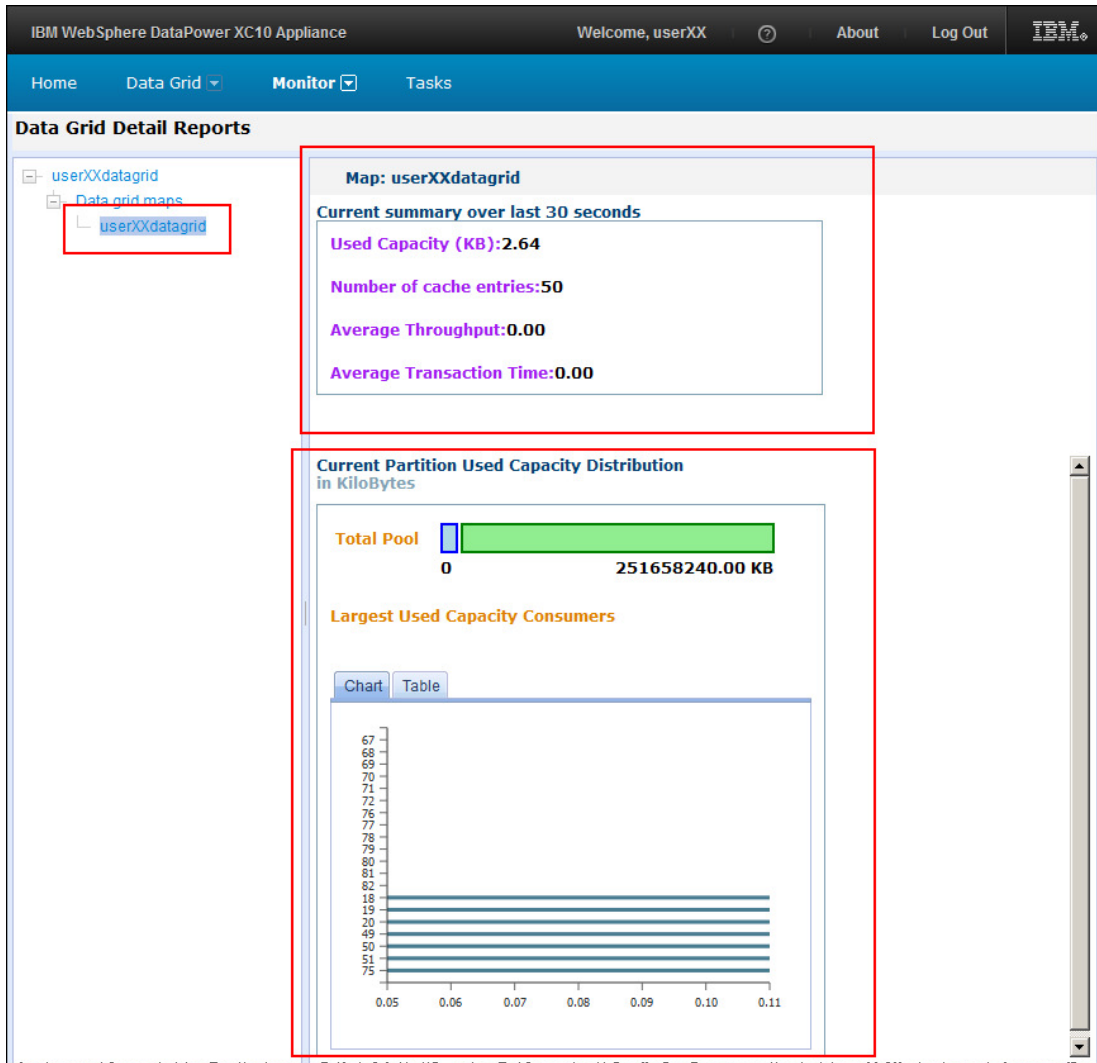 IBM WebSphere DataPower XC10 Appliance Welcome, userXX ? About Log Out IBM®
Home Data Grid Monitor Tasks
Data Grid Detail Reports
userXXdatagrid
Data grid maps
userXXdatagrid
Map: userXXdatagrid
Current summary over last 30 seconds
Used Capacity (KB):2.64
Number of cache entries:50
Average Throughput:0.00
Average Transaction Time:0.00
Current Partition Used Capacity Distribution
in KiloBytes
Total Pool
0 251658240.00 KB
Largest Used Capacity Consumers
Chart Table
67
68
69
70
71
72
76
77
78
79
80
81
82
18
19
20
49
50
51
75
0.05 0.06 0.07 0.08 0.09 0.10 0.11